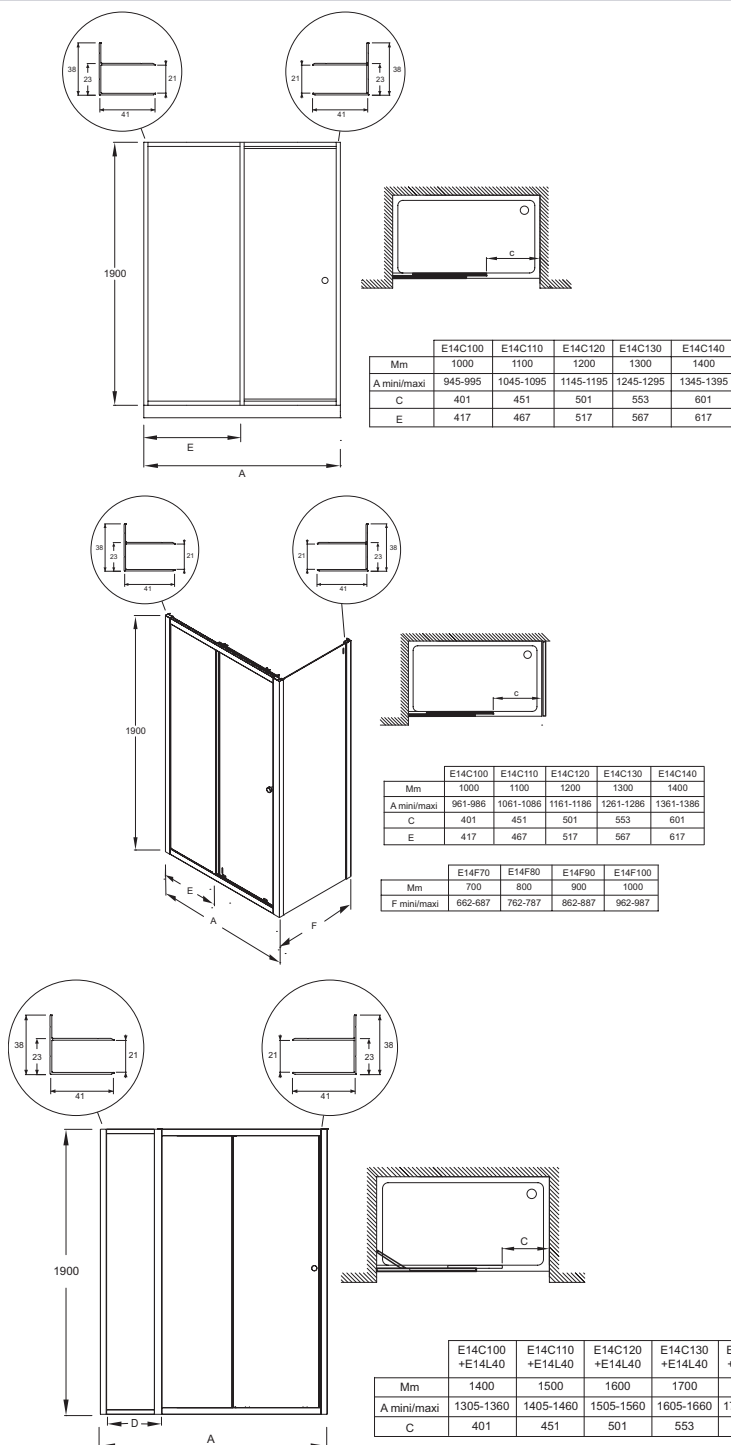 38
23
21
41
21
23
38
41
1900
c
E
A
E14C100 E14C110 E14C120 E14C130 E14C140
Mm 1000 1100 1200 1300 1400
A mini/maxi 945-995 1045-1095 1145-1195 1245-1295 1345-1395
C 401 451 501 553 601
E 417 467 517 567 617
38
23
21
41
21
23
38
41
1900
c
E
A
F
E14C100 E14C110 E14C120 E14C130 E14C140
Mm 1000 1100 1200 1300 1400
A mini/maxi 961-986 1061-1086 1161-1186 1261-1286 1361-1386
C 401 451 501 553 601
E 417 467 517 567 617
E14F70 E14F80 E14F90 E14F100
Mm 700 800 900 1000
F mini/maxi 662-687 762-787 862-887 962-987
38
23
21
41
21
23
38
41
1900
C
D
A
E14C100 E14C110 E14C120 E14C130
+E14L40 +E14L40 +E14L40 +E14L40
Mm 1400 1500 1600 1700
A mini/maxi 1305-1360 1405-1460 1505-1560 1605-1660
C 401 451 501 553